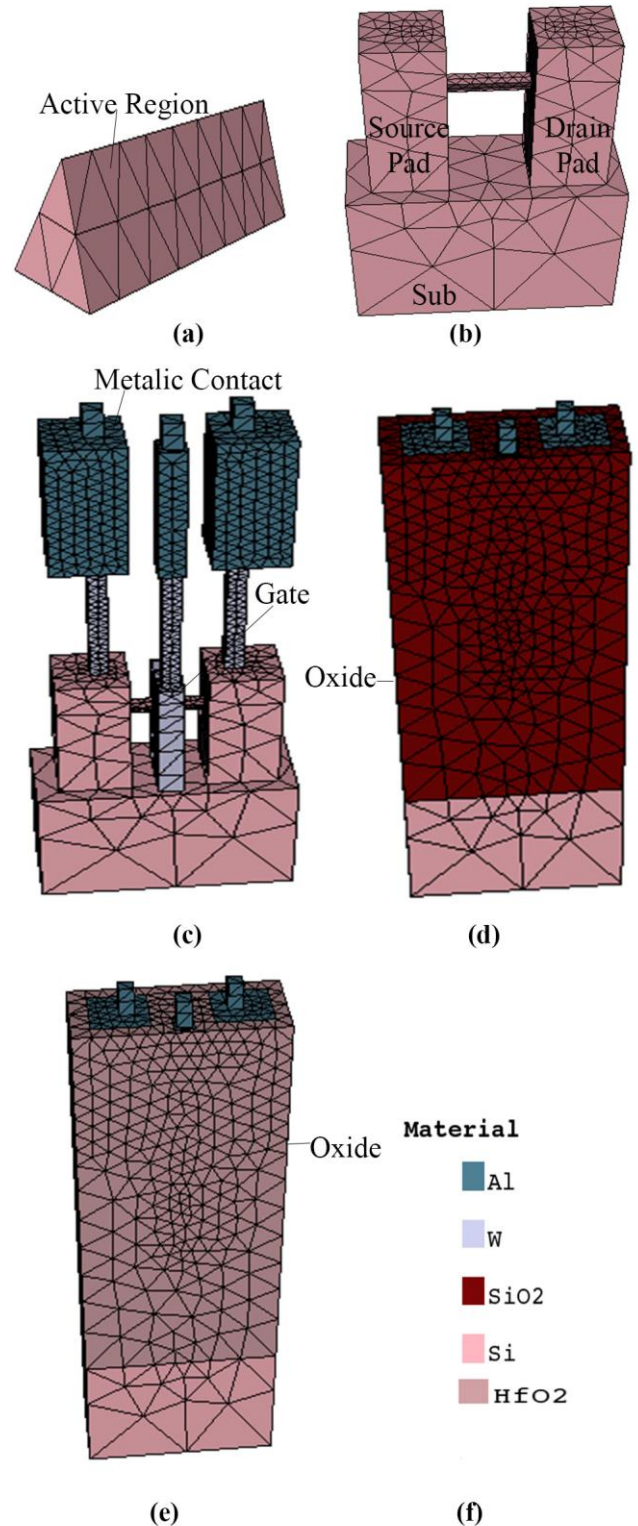 Active Region
(a)
Source
Pad
Drain
Pad
Sub
(b)
Metalic Contact
Gate
(c)
Oxide
(d)
Oxide
(e)
Material
Al
W
SiO2
Si
HfO2
(f)